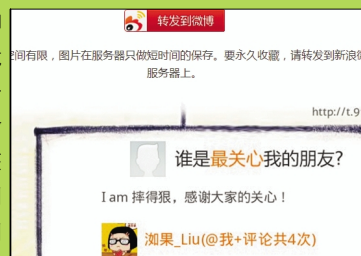 转发到微博
空间有限，图片在服务器只做短时间的保存。要永久收藏，请转发到新浪微
服务器上。
http://t.9
谁是最关心我的朋友?
I am 摔得狠，感谢大家的关心！
洳果_Liu(@我+评论共4次)